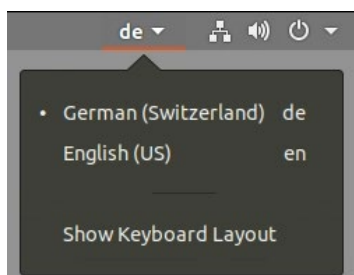 de
German (Switzerland) de
English (US) en
Show Keyboard Layout